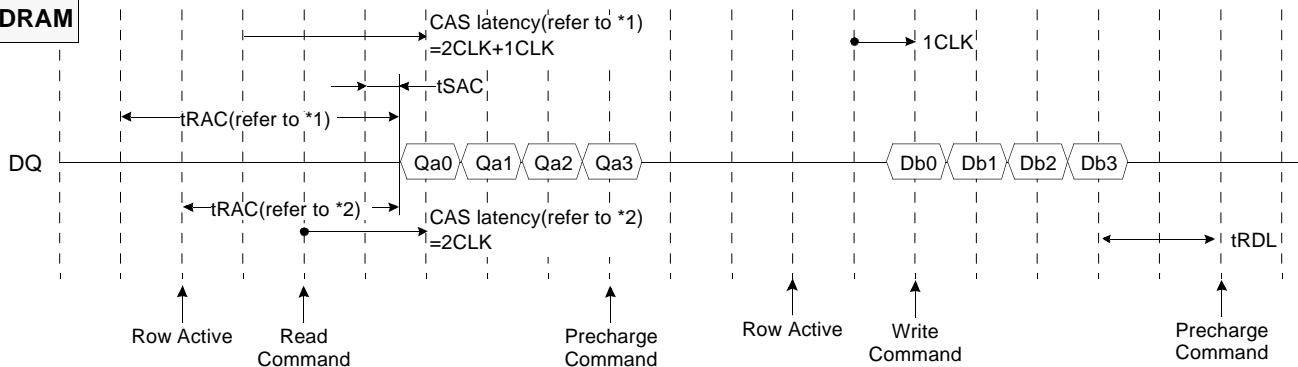 DRAM
CAS latency(refer to *1)
=2CLK+1CLK
1CLK
tSAC
tRAC(refer to *1)
DQ
Qa0
Qa1
Qa2
Qa3
Db0
Db1
Db2
Db3
tRAC(refer to *2)
CAS latency(refer to *2)
=2CLK
tRDL
Row Active
Read
Command
Precharge
Command
Row Active
Write
Command
Precharge
Command